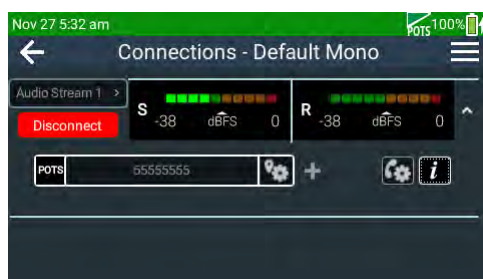 Nov 27 5:32 am POTS 100%
Connections - Default Mono
Audio Stream 1 >
Disconnect
S -38 dBFS 0 R -38 dBFS 0
POTS 55555555 + i